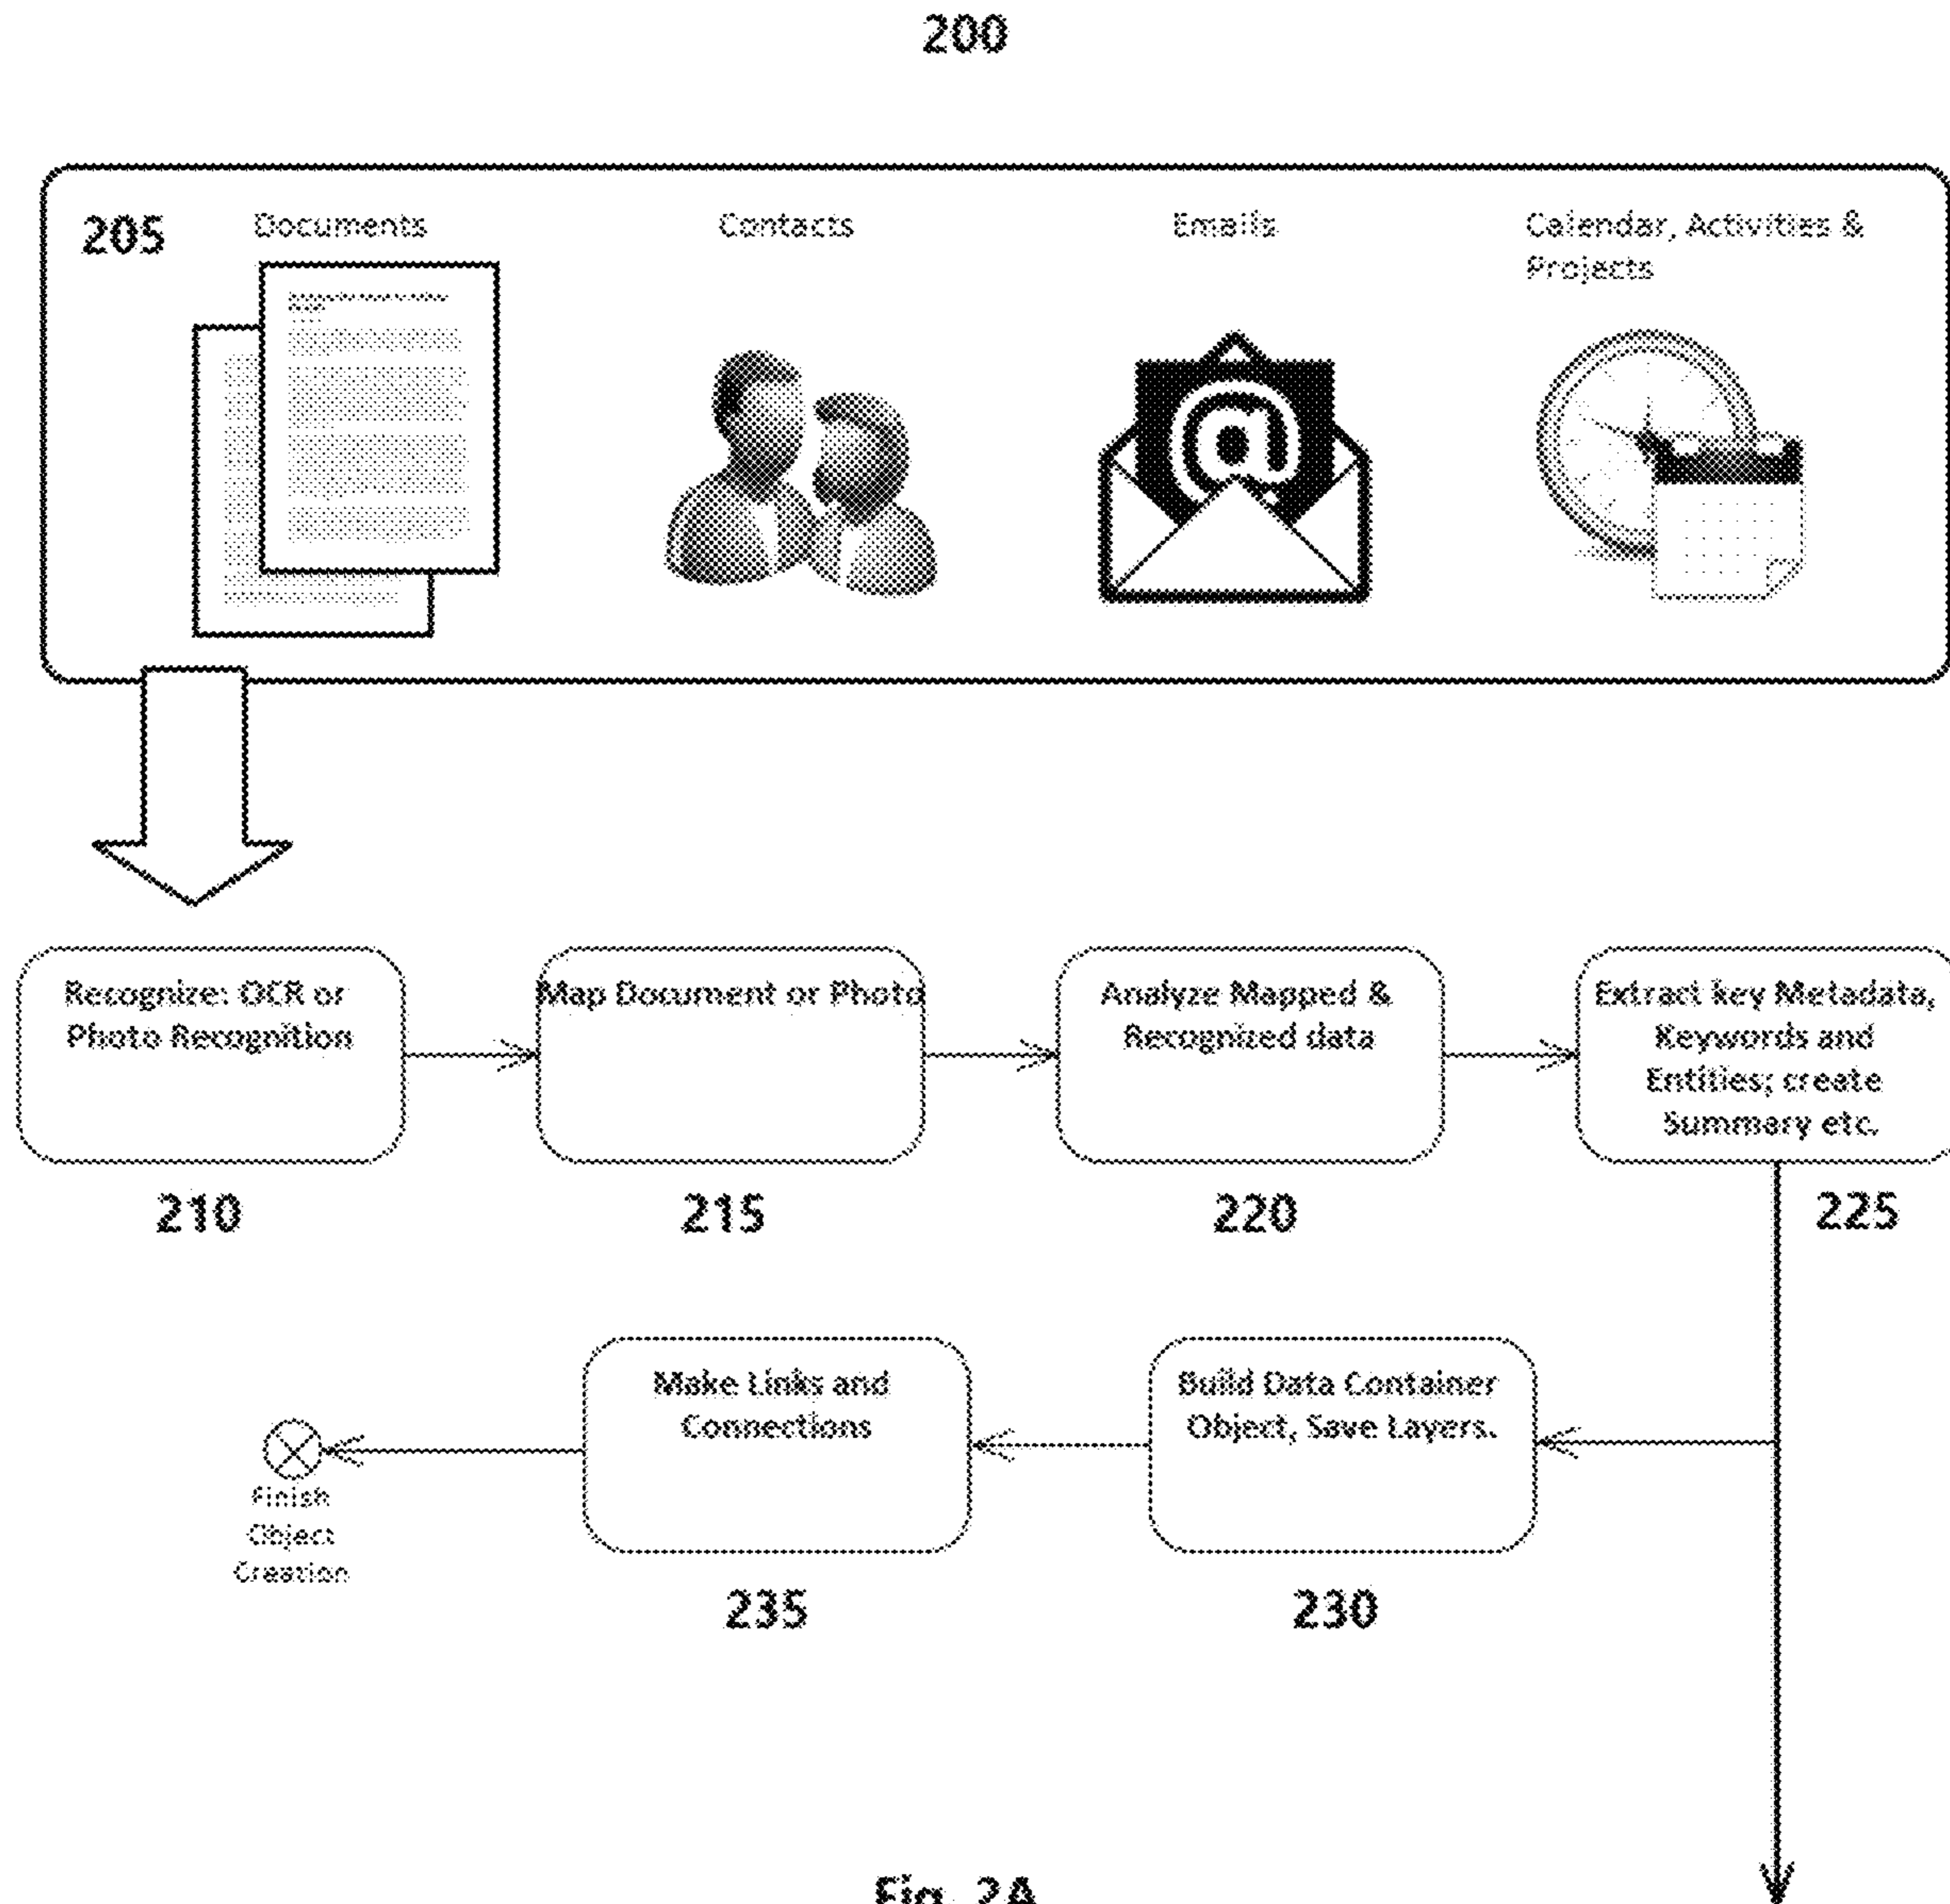 200
205
Documents
Contacts
Emails
Calendar, Activities &
Projects
@
Recognize: OCR or
Photo Recognition
Map Document or Photo
Analyze Mapped &
Recognized data
Extract key Metadata,
Keywords and
Entities; create
Summary etc.
210
215
220
225
Make Links and
Connections
Build Data Container
Object, Save Layers.
Finish
Object
Creation
235
230
Fig. 2A